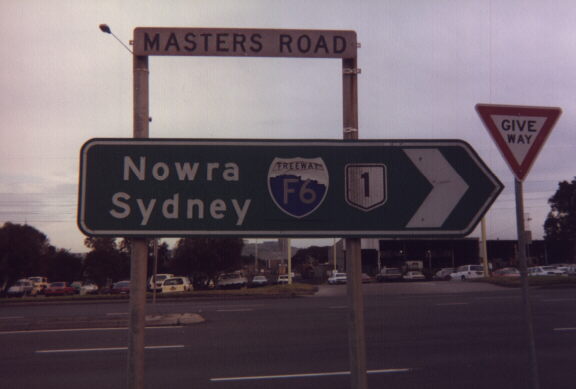 MASTERS ROAD
Nowra
Sydney
FREEWAY
F6
1
GIVE
WAY